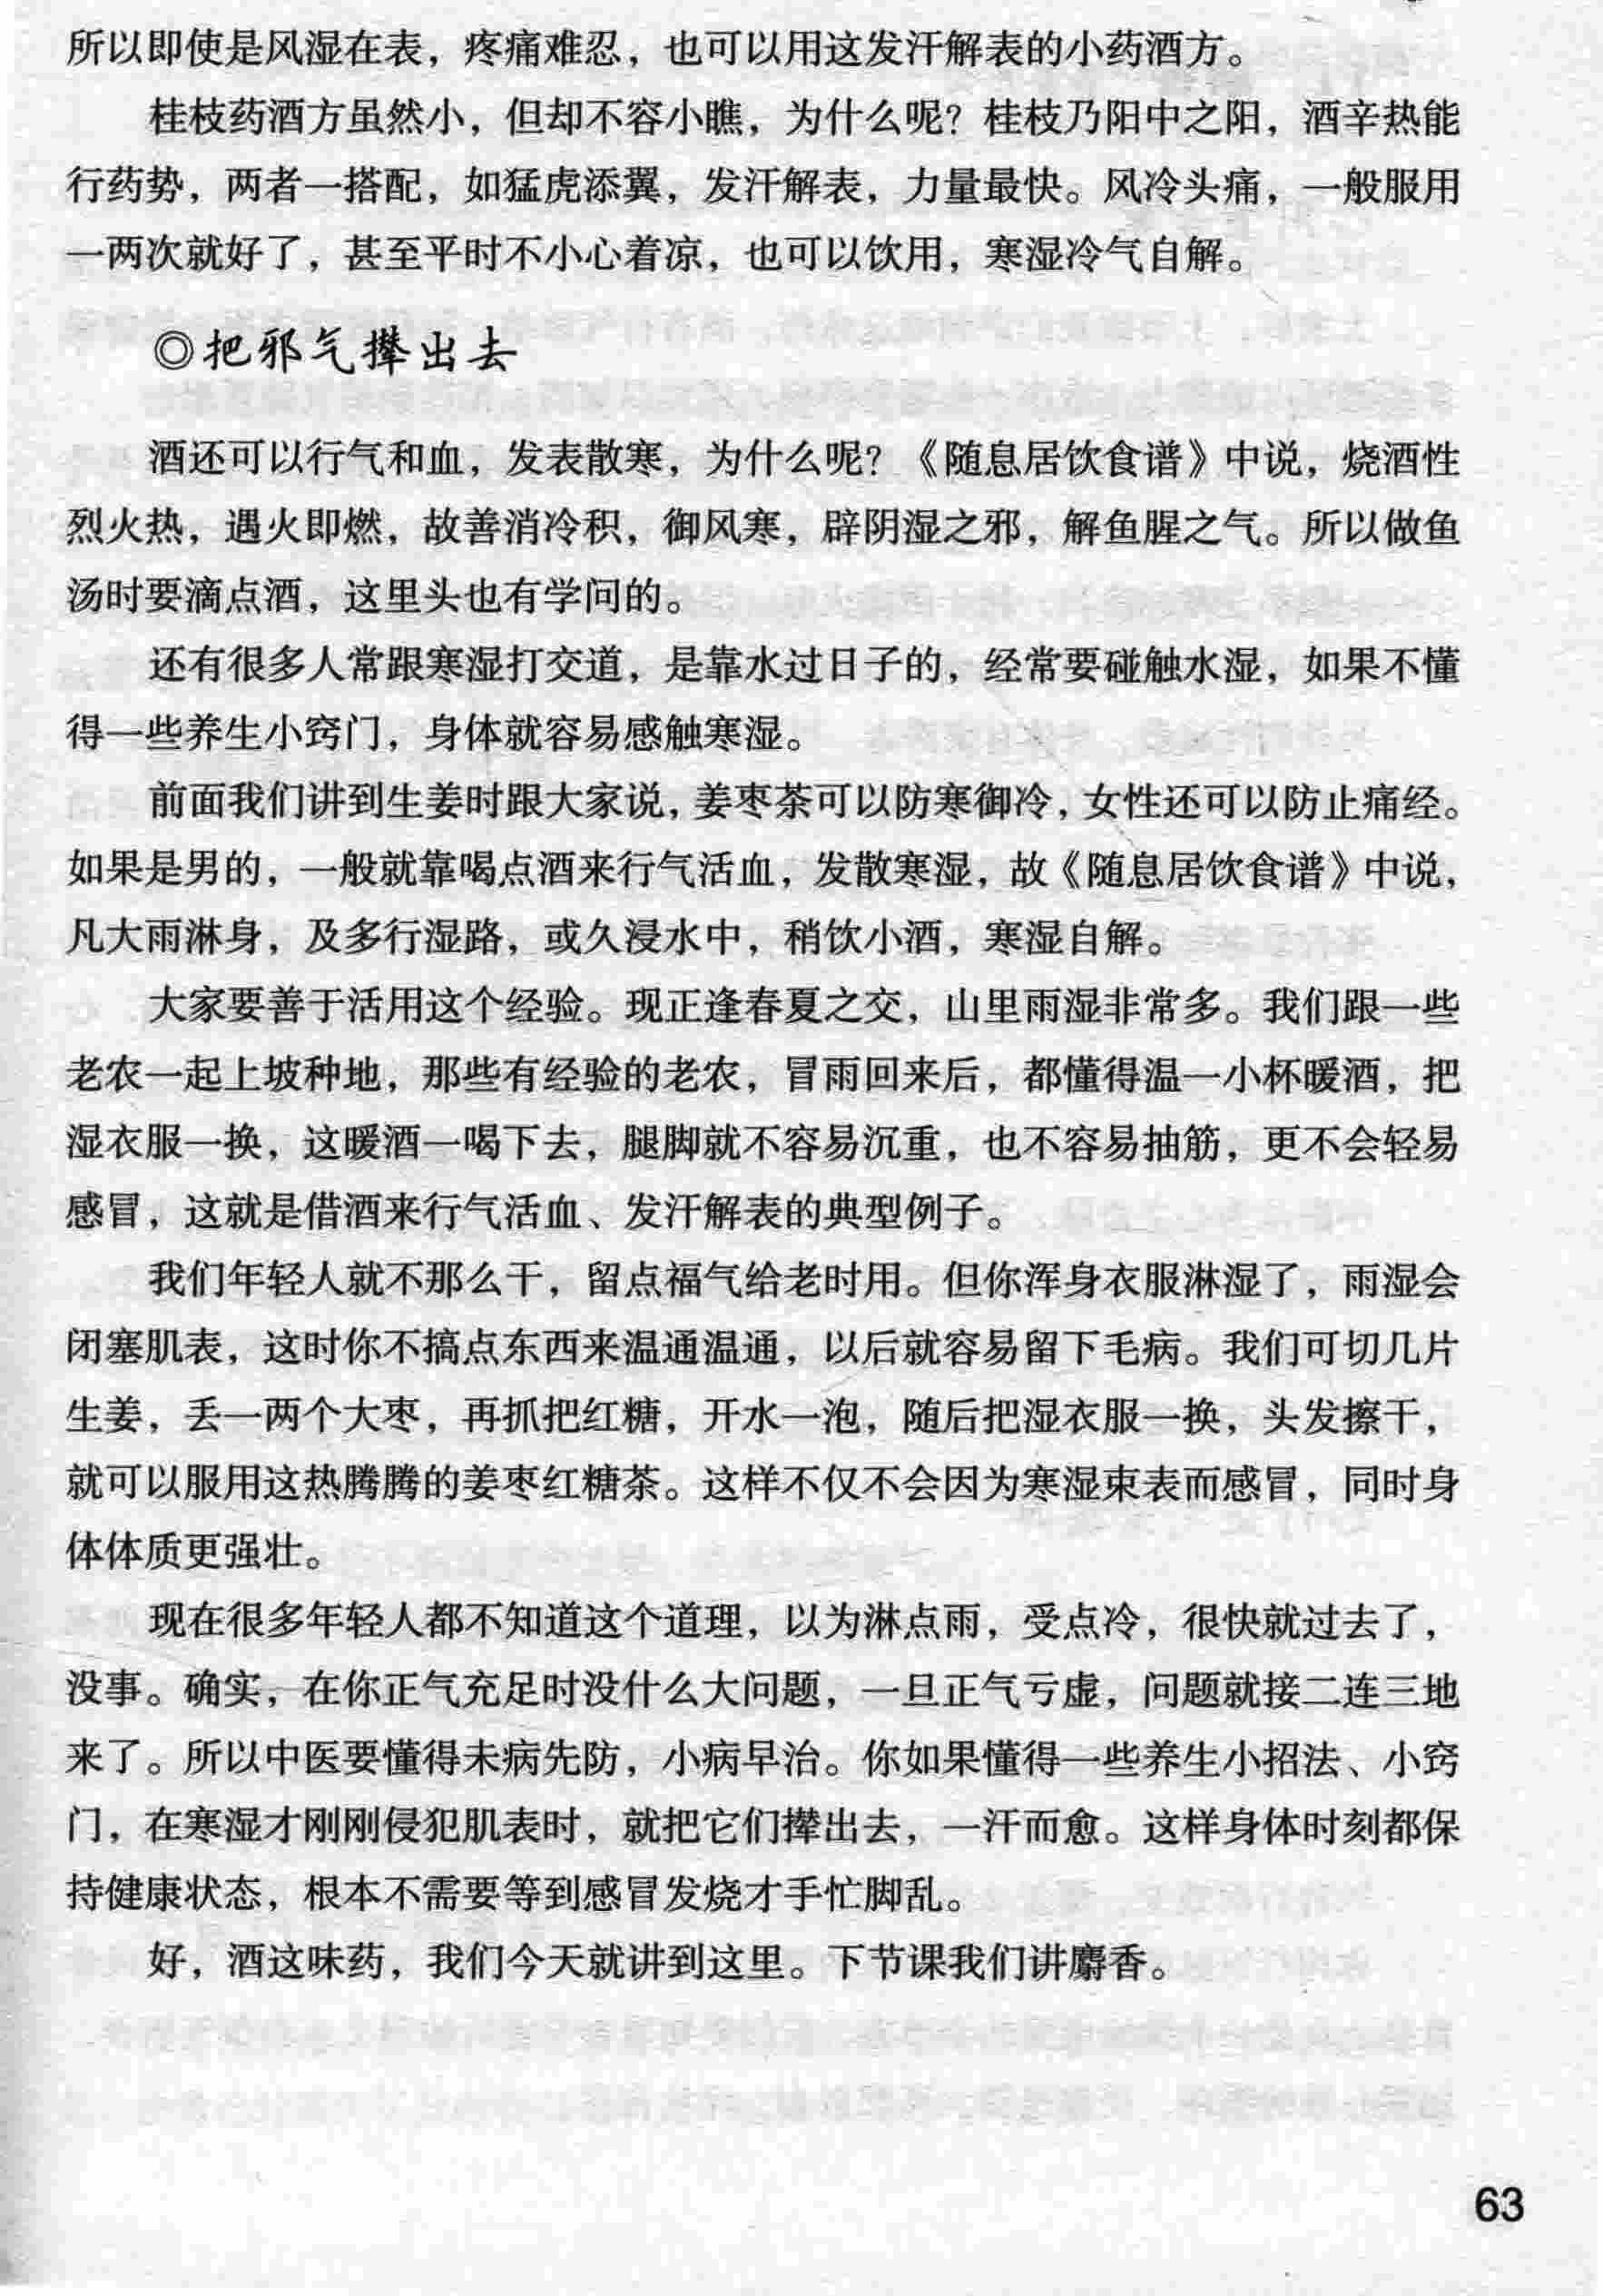 所以即使是风湿在表，疼痛难忍，也可以用这发汗解表的小药酒方。
桂枝药酒方虽然小，但却不容小瞧，为什么呢？桂枝乃阳中之阳，酒辛热能
行药势，两者一搭配，如猛虎添翼，发汗解表，力量最快。风冷头痛，一般服用
一两次就好了，甚至平时不小心着凉，也可以饮用，寒湿冷气自解。
◎把邪气撵出去
酒还可以行气和血，发表散寒，为什么呢？《随息居饮食谱》中说，烧酒性
烈火热，遇火即燃，故善消冷积，御风寒，辟阴湿之邪，解鱼腥之气。所以做鱼
汤时要滴点酒，这里头也有学问的。
还有很多人常跟寒湿打交道，是靠水过日子的，经常要碰触水湿，如果不懂
得一些养生小窍门，身体就容易感触寒湿。
前面我们讲到生姜时跟大家说，姜枣茶可以防寒御冷，女性还可以防止痛经。
如果是男的，一般就靠喝点酒来行气活血，发散寒湿，故《随息居饮食谱》中说，
凡大雨淋身，及多行湿路，或久浸水中，稍饮小酒，寒湿自解。
大家要善于活用这个经验。现正逢春夏之交，山里雨湿非常多。我们跟一些
老农一起上坡种地，那些有经验的老农，冒雨回来后，都懂得温一小杯暖酒，把
湿衣服一换，这暖酒一喝下去，腿脚就不容易沉重，也不容易抽筋，更不会轻易
感冒，这就是借酒来行气活血、发汗解表的典型例子。
我们年轻人就不那么干，留点福气给老时用。但你浑身衣服淋湿了，雨湿会
闭塞肌表，这时你不搞点东西来温通温通，以后就容易留下毛病。我们可切几片
生姜，丢一两个大枣，再抓把红糖，开水一泡，随后把湿衣服一换，头发擦干，
就可以服用这热腾腾的姜枣红糖茶。这样不仅不会因为寒湿束表而感冒，同时身
体体质更强壮。
现在很多年轻人都不知道这个道理，以为淋点雨，受点冷，很快就过去了，
没事。确实，在你正气充足时没什么大问题，一旦正气亏虚，问题就接二连三地
来了。所以中医要懂得未病先防，小病早治。你如果懂得一些养生小招法、小窍
门，在寒湿才刚刚侵犯肌表时，就把它们撵出去，一汗而愈。这样身体时刻都保
持健康状态，根本不需要等到感冒发烧才手忙脚乱。
好，酒这味药，我们今天就讲到这里。下节课我们讲麝香。
63